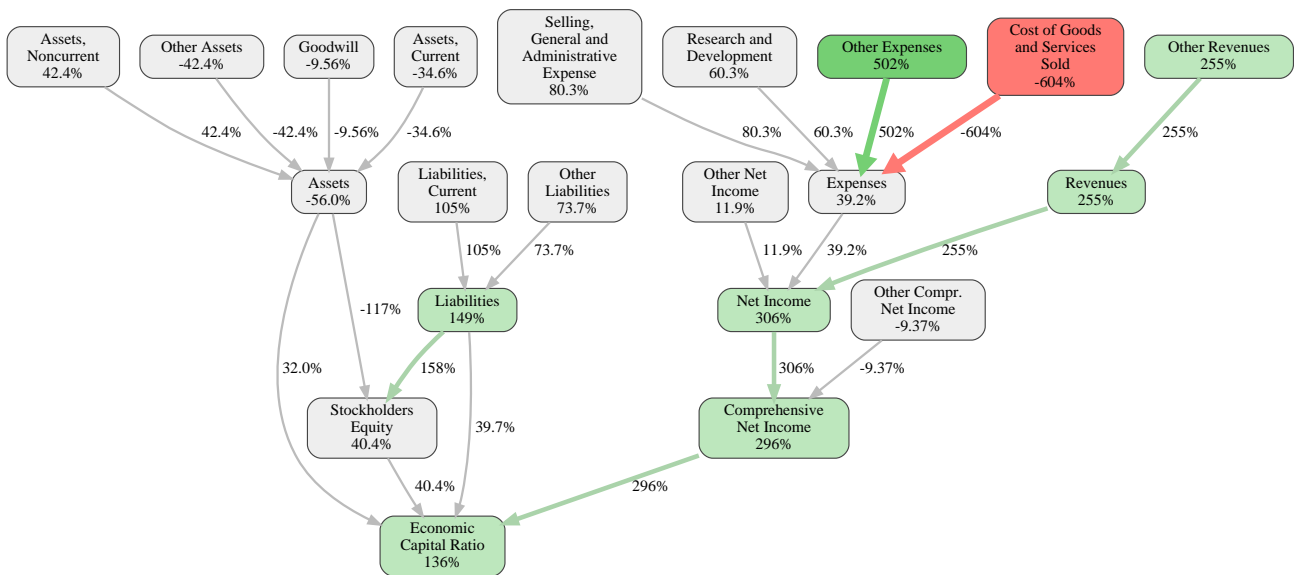 Assets,
Noncurrent
42.4%
Other Assets
-42.4%
Goodwill
-9.56%
Assets,
Current
-34.6%
Selling,
General and
Administrative
Expense
80.3%
Research and
Development
60.3%
Other Expenses
502%
Cost of Goods
and Services
Sold
-604%
Other Revenues
255%
42.4%
-42.4%
-9.56%
-34.6%
80.3%
60.3%
502%
-604%
255%
Assets
-56.0%
Liabilities,
Current
105%
Other
Liabilities
73.7%
Other Net
Income
11.9%
Expenses
39.2%
Revenues
255%
105%
73.7%
11.9%
39.2%
255%
-117%
Liabilities
149%
Net Income
306%
Other Compr.
Net Income
-9.37%
32.0%
158%
306%
-9.37%
Stockholders
Equity
40.4%
39.7%
Comprehensive
Net Income
296%
40.4%
296%
Economic
Capital Ratio
136%